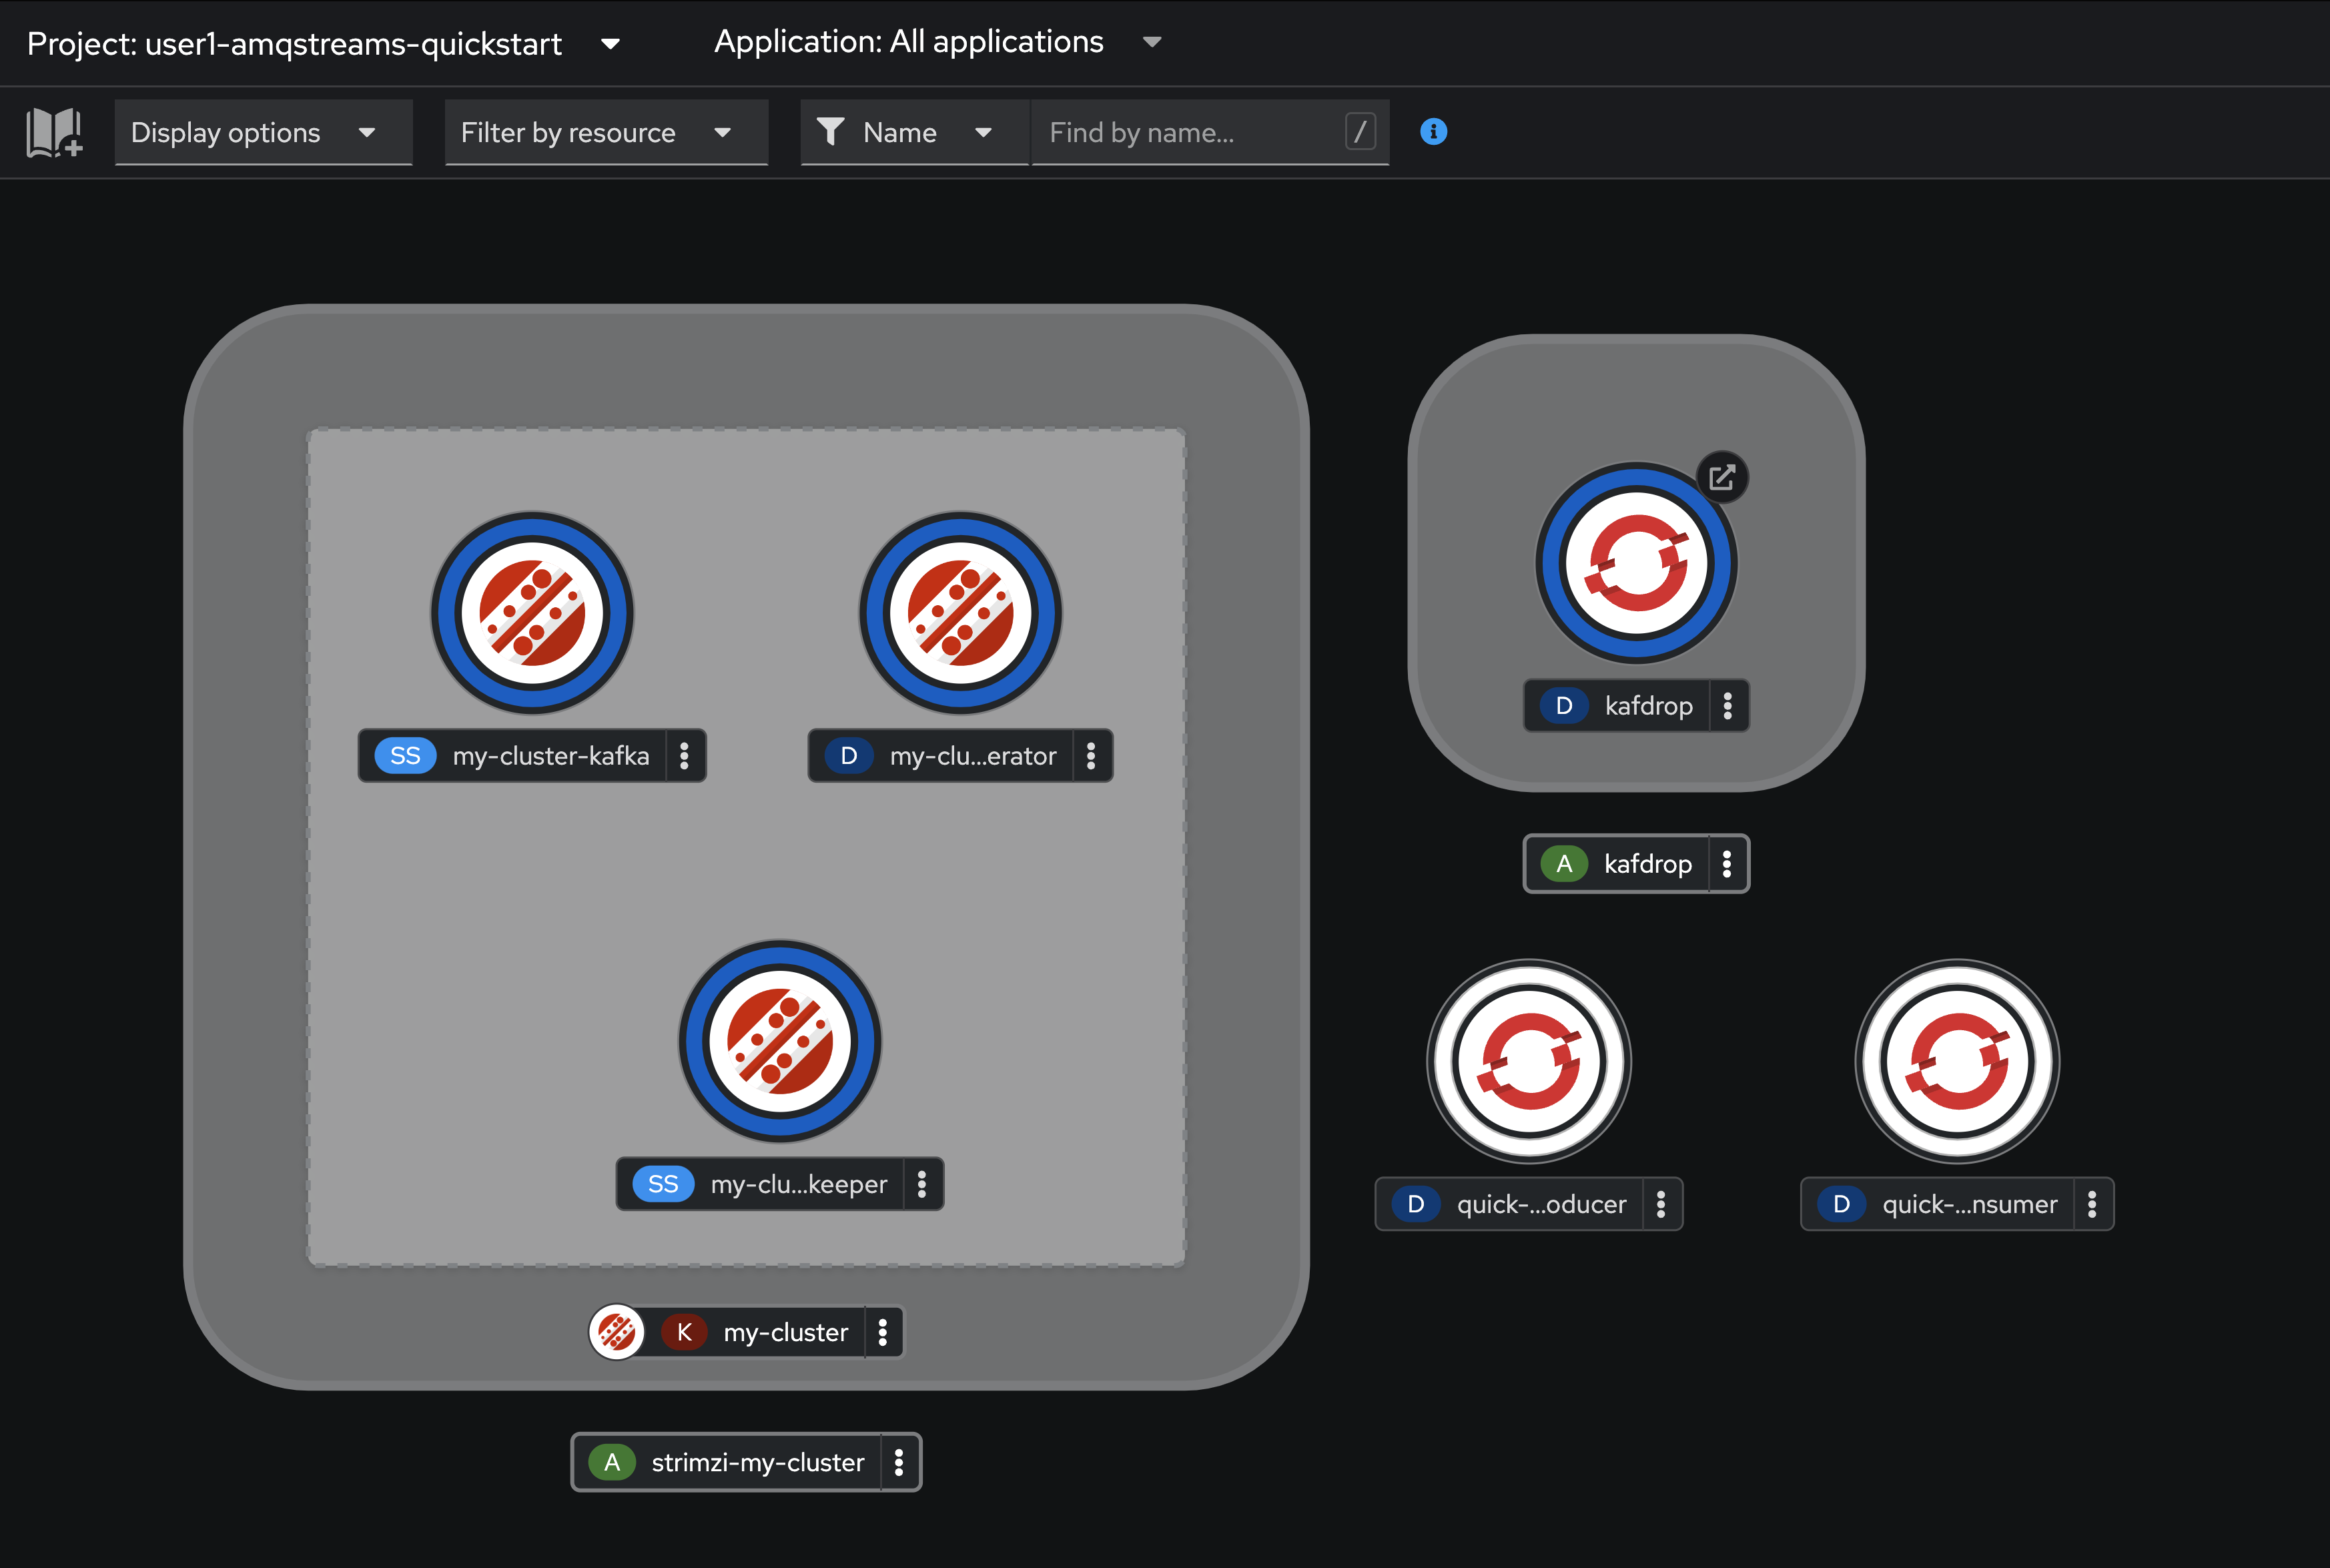 Project: user1-amqstreams-quickstart
Application: All applications
Display options
Filter by resource
Name
Find by name...
/
SS my-cluster-kafka
D my-clu...erator
D kafdrop
A kafdrop
SS my-clu...keeper
D quick-...oducer
D quick-...nsumer
K my-cluster
A strimzi-my-cluster